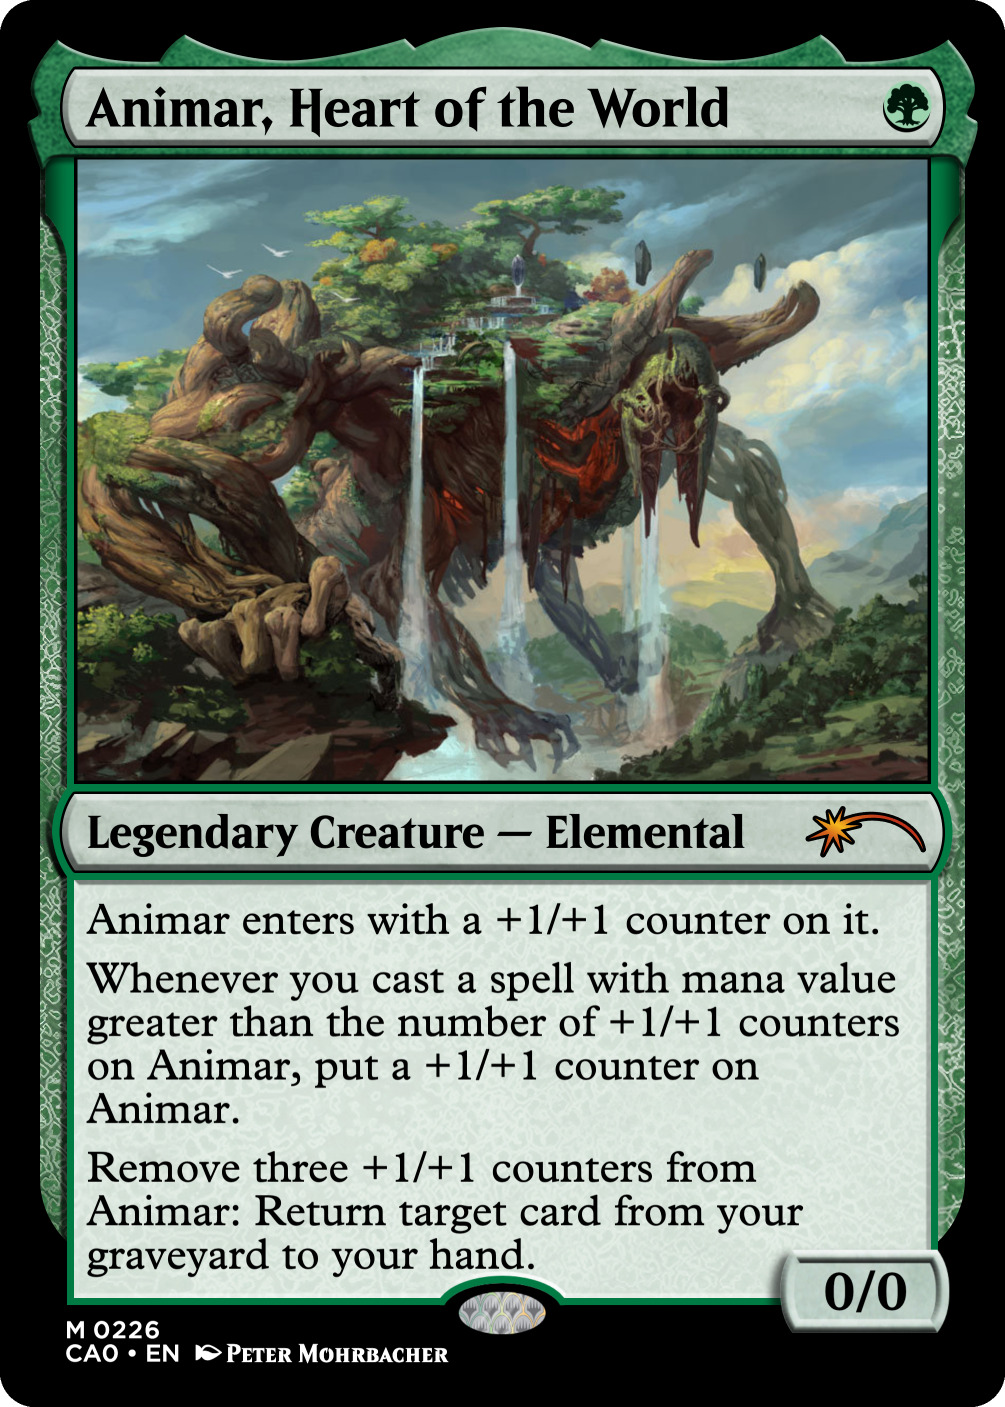 Animar, Heart of the World
Legendary Creature — Elemental
Animar enters with a +1/+1 counter on it.
Whenever you cast a spell with mana value
greater than the number of +1/+1 counters
on Animar, put a +1/+1 counter on
Animar.
Remove three +1/+1 counters from
Animar: Return target card from your
graveyard to your hand.
0/0
M 0226
CAO • EN Peter Mohrbacher